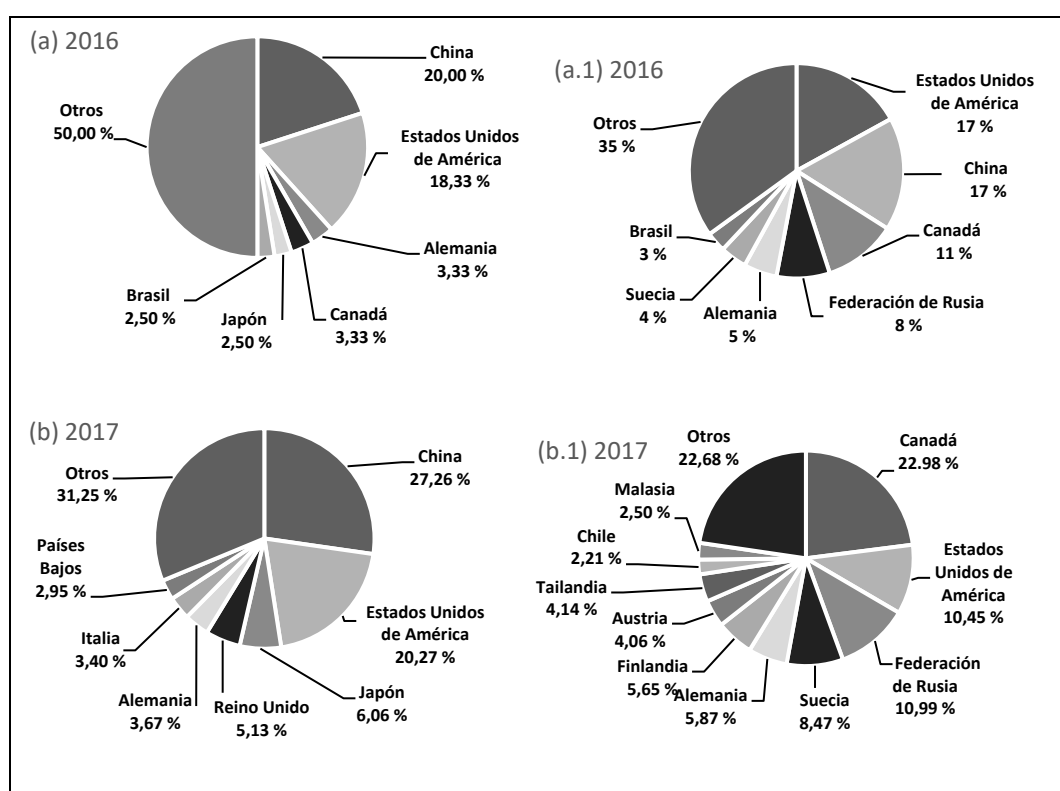 (a) 2016
China
20,00 %
Estados Unidos
de América
18,33 %
Alemania
3,33 %
Canadá
3,33 %
Japón
2,50 %
Brasil
2,50 %
Otros
50,00 %
(a.1) 2016
Estados Unidos
de América
17 %
China
17 %
Canadá
11 %
Federación de Rusia
8 %
Alemania
5 %
Suecia
4 %
Brasil
3 %
Otros
35 %
(b) 2017
China
27,26 %
Estados Unidos
de América
20,27 %
Japón
6,06 %
Reino Unido
5,13 %
Alemania
3,67 %
Italia
3,40 %
Países
Bajos
2,95 %
Otros
31,25 %
(b.1) 2017
Canadá
22.98 %
Estados
Unidos de
América
10,45 %
Federación
de Rusia
10,99 %
Suecia
8,47 %
Alemania
5,87 %
Finlandia
5,65 %
Austria
4,06 %
Tailandia
4,14 %
Chile
2,21 %
Malasia
2,50 %
Otros
22,68 %